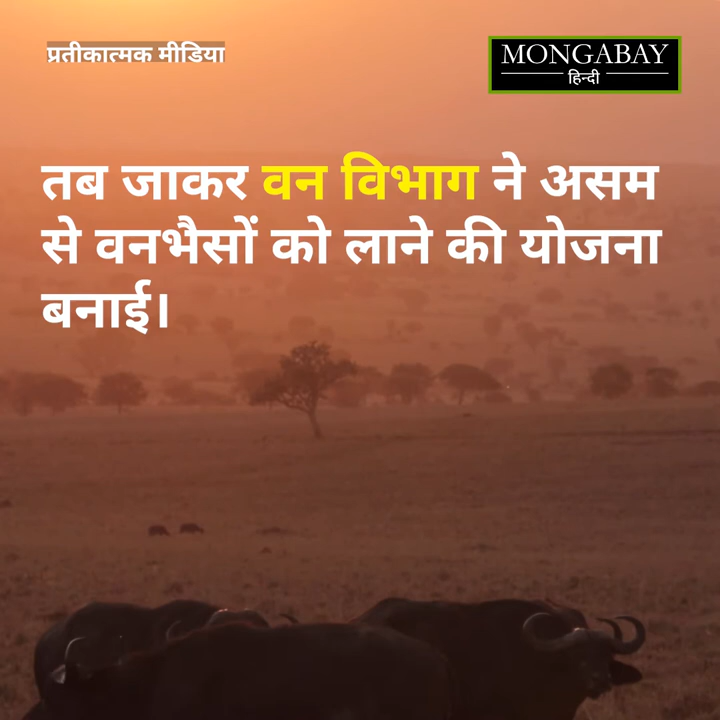 प्रतीकात्मक मीडिया
MONGABAY
हिन्दी
तब जाकर वन विभाग ने असम
से वनभैसों को लाने की योजना
बनाई।